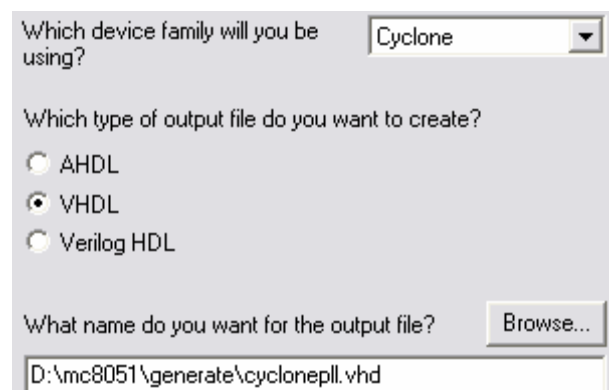 Which device family will you be
using?
Cyclone
Which type of output file do you want to create?
AHDL
VHDL
Verilog HDL
What name do you want for the output file?
Browse...
D:\mc8051\generate\cyclonepll.vhd